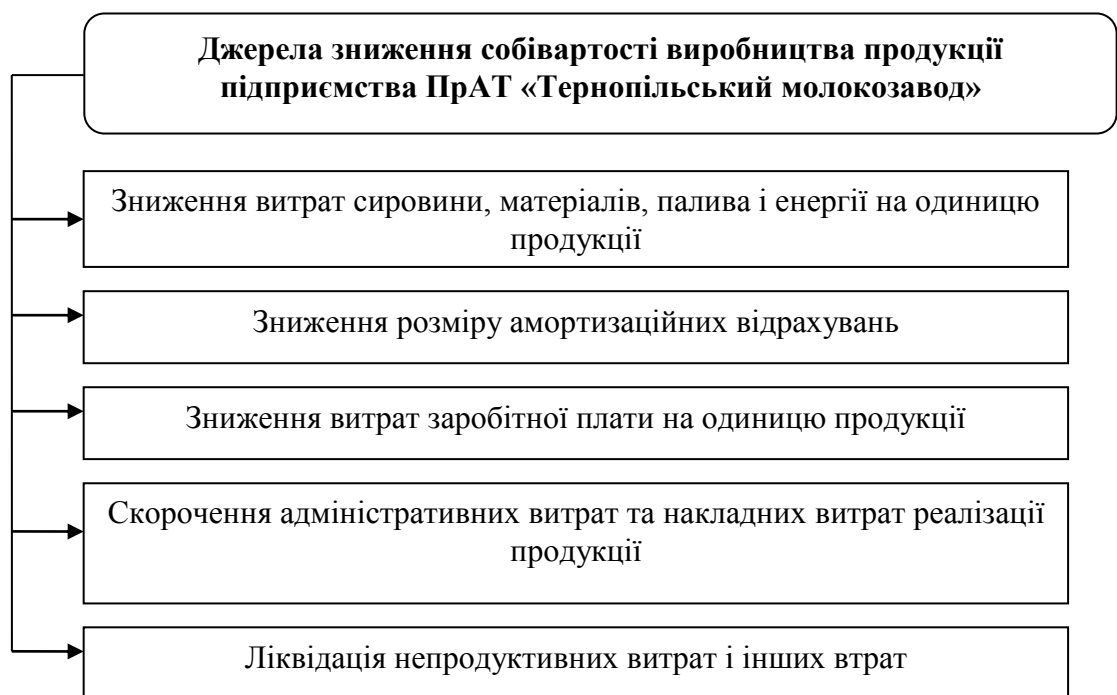 Джерела зниження собівартості виробництва продукції
підприємства ПрАТ «Тернопільський молокозавод»
Зниження витрат сировини, матеріалів, палива і енергії на одиницю
продукції
Зниження розміру амортизаційних відрахувань
Зниження витрат заробітної плати на одиницю продукції
Скорочення адміністративних витрат та накладних витрат реалізації
продукції
Ліквідація непродуктивних витрат і інших втрат